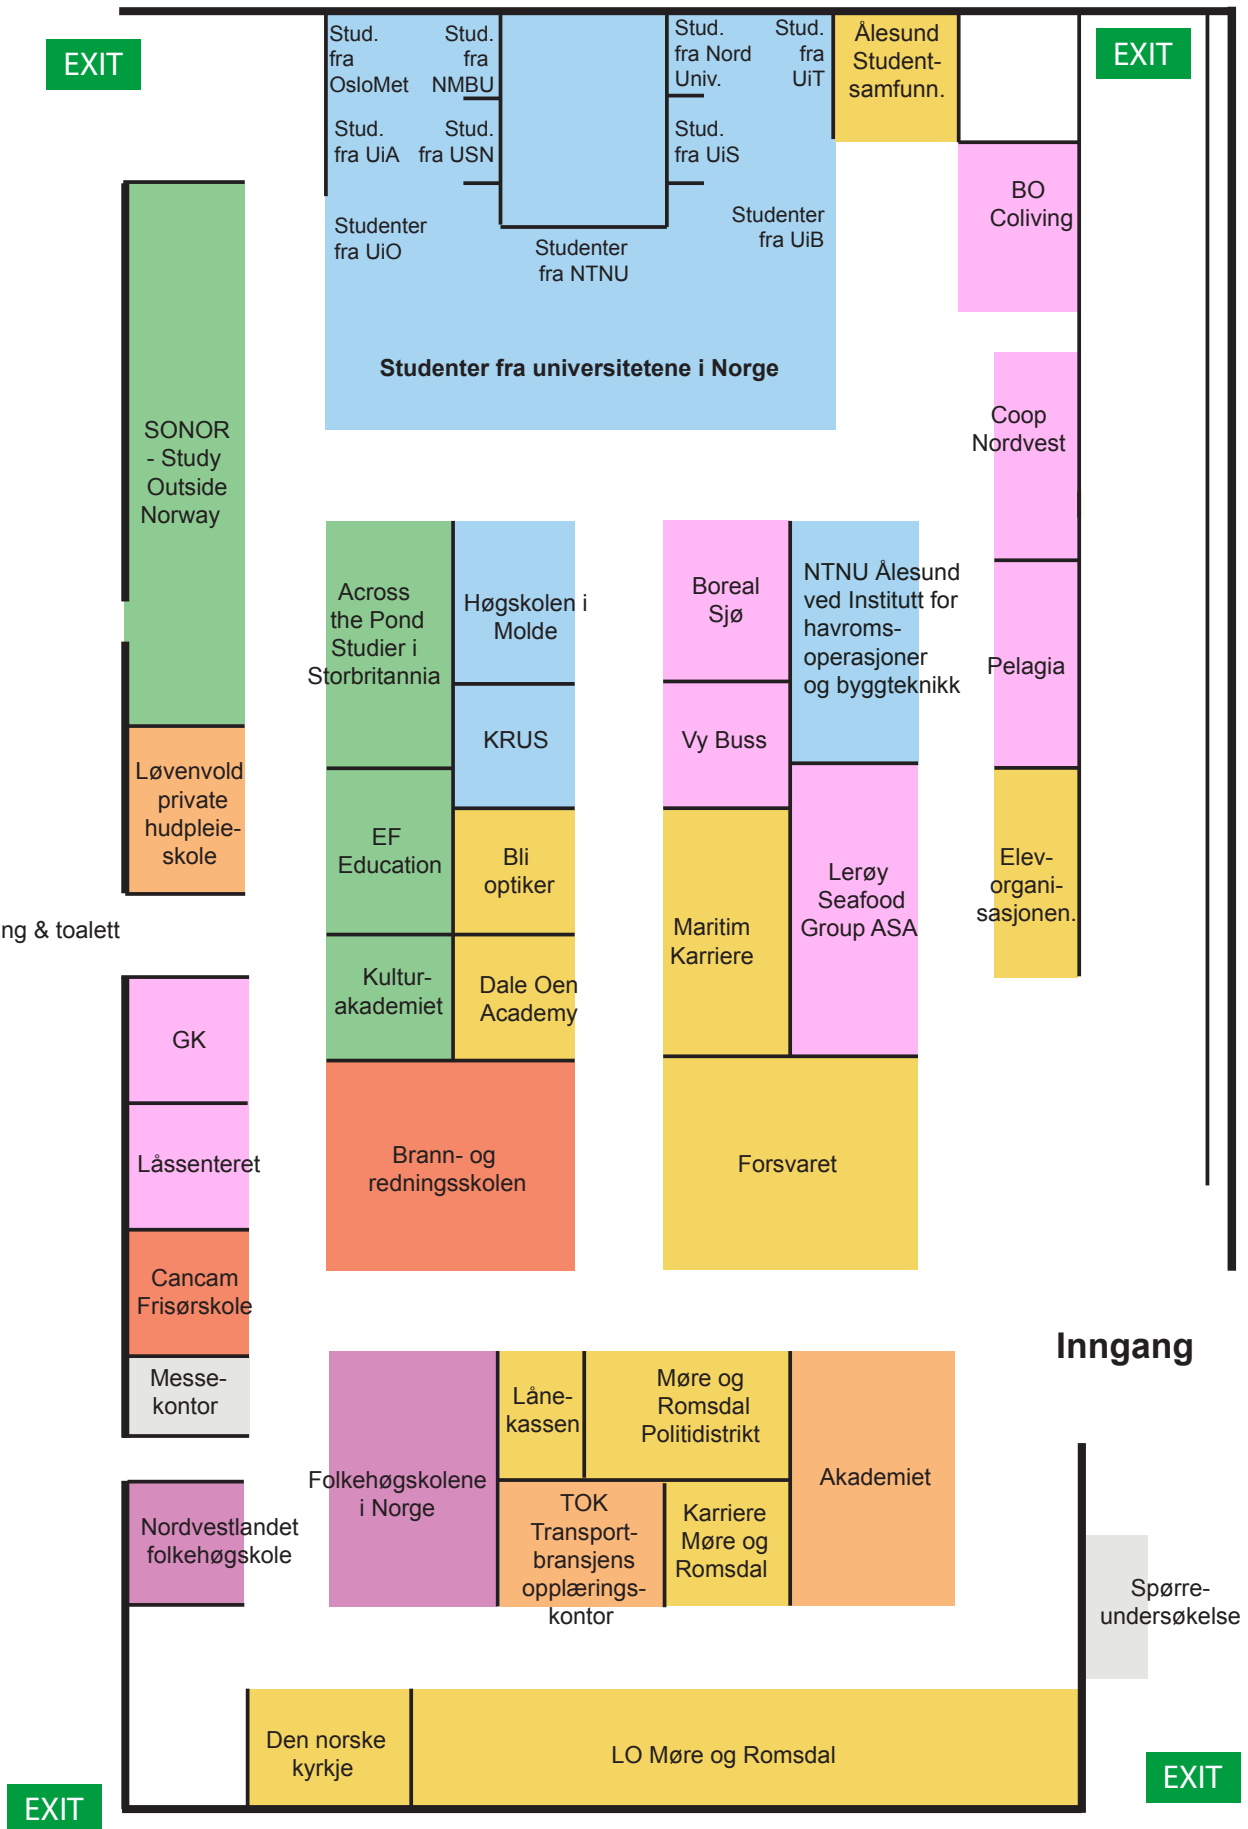 EXIT
Stud.
fra
OsloMet
Stud.
fra
NMBU
Stud.
fra Nord
Univ.
Stud.
fra
UiT
Ålesund
Student-
samfunn.
EXIT
Stud.
fra UiA
Stud.
fra USN
Stud.
fra UiS
BO
Coliving
Studenter
fra UiO
Studenter
fra NTNU
Studenter
fra UiB
Studenter fra universitetene i Norge
SONOR
- Study
Outside
Norway
Coop
Nordvest
Across
the Pond
Studier i
Storbritannia
Høgskolen i
Molde
Boreal
Sjø
NTNU Ålesund
ved Institutt for
havroms-
operasjoner
og byggteknikk
Pelagia
KRUS
Vy Buss
Løvenvold
private
hudpleie-
skole
EF
Education
Bli
optiker
Maritim
Karriere
Lerøy
Seafood
Group ASA
Elev-
organi-
sasjonen.
ng & toalett
Kultur-
akademiet
Dale Oen
Academy
GK
Låssenteret
Brann- og
redningsskolen
Forsvaret
Cancam
Frisørskole
Messe-
kontor
Inngang
Folkehøgskolene
i Norge
Låne-
kassen
Møre og
Romsdal
Politidistrikt
Akademiet
Nordvestlandet
folkehøgskole
TOK
Transport-
bransjens
opplærings-
kontor
Karriere
Møre og
Romsdal
Spørre-
undersøkelse
Den norske
kyrkje
LO Møre og Romsdal
EXIT
EXIT